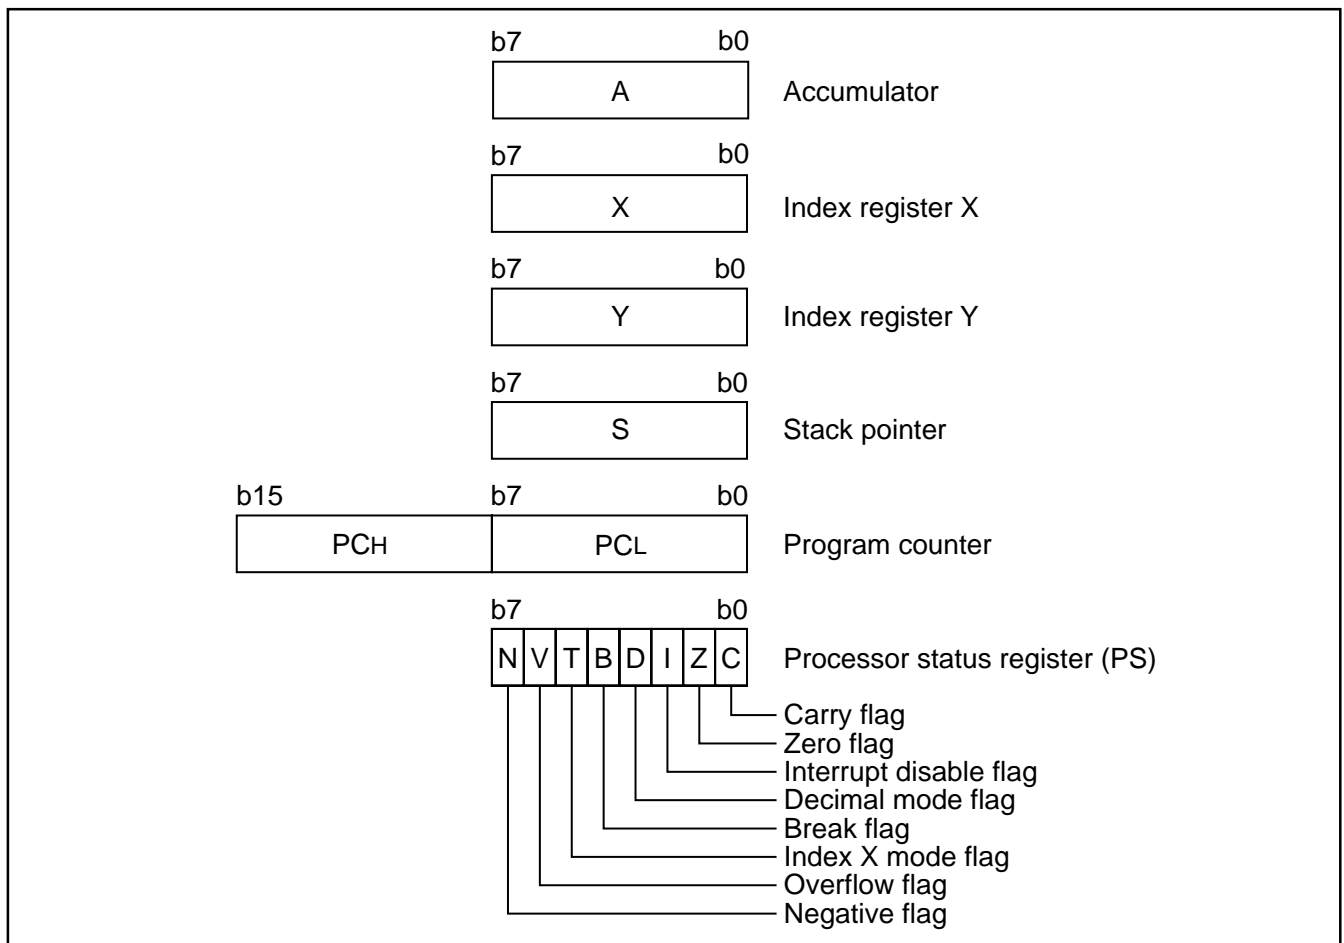 b7 b0
A Accumulator
b7 b0
X Index register X
b7 b0
Y Index register Y
b7 b0
S Stack pointer
b15 b7 b0
PCH PCL Program counter
b7 b0
N V T B D I Z C Processor status register (PS)
Carry flag
Zero flag
Interrupt disable flag
Decimal mode flag
Break flag
Index X mode flag
Overflow flag
Negative flag